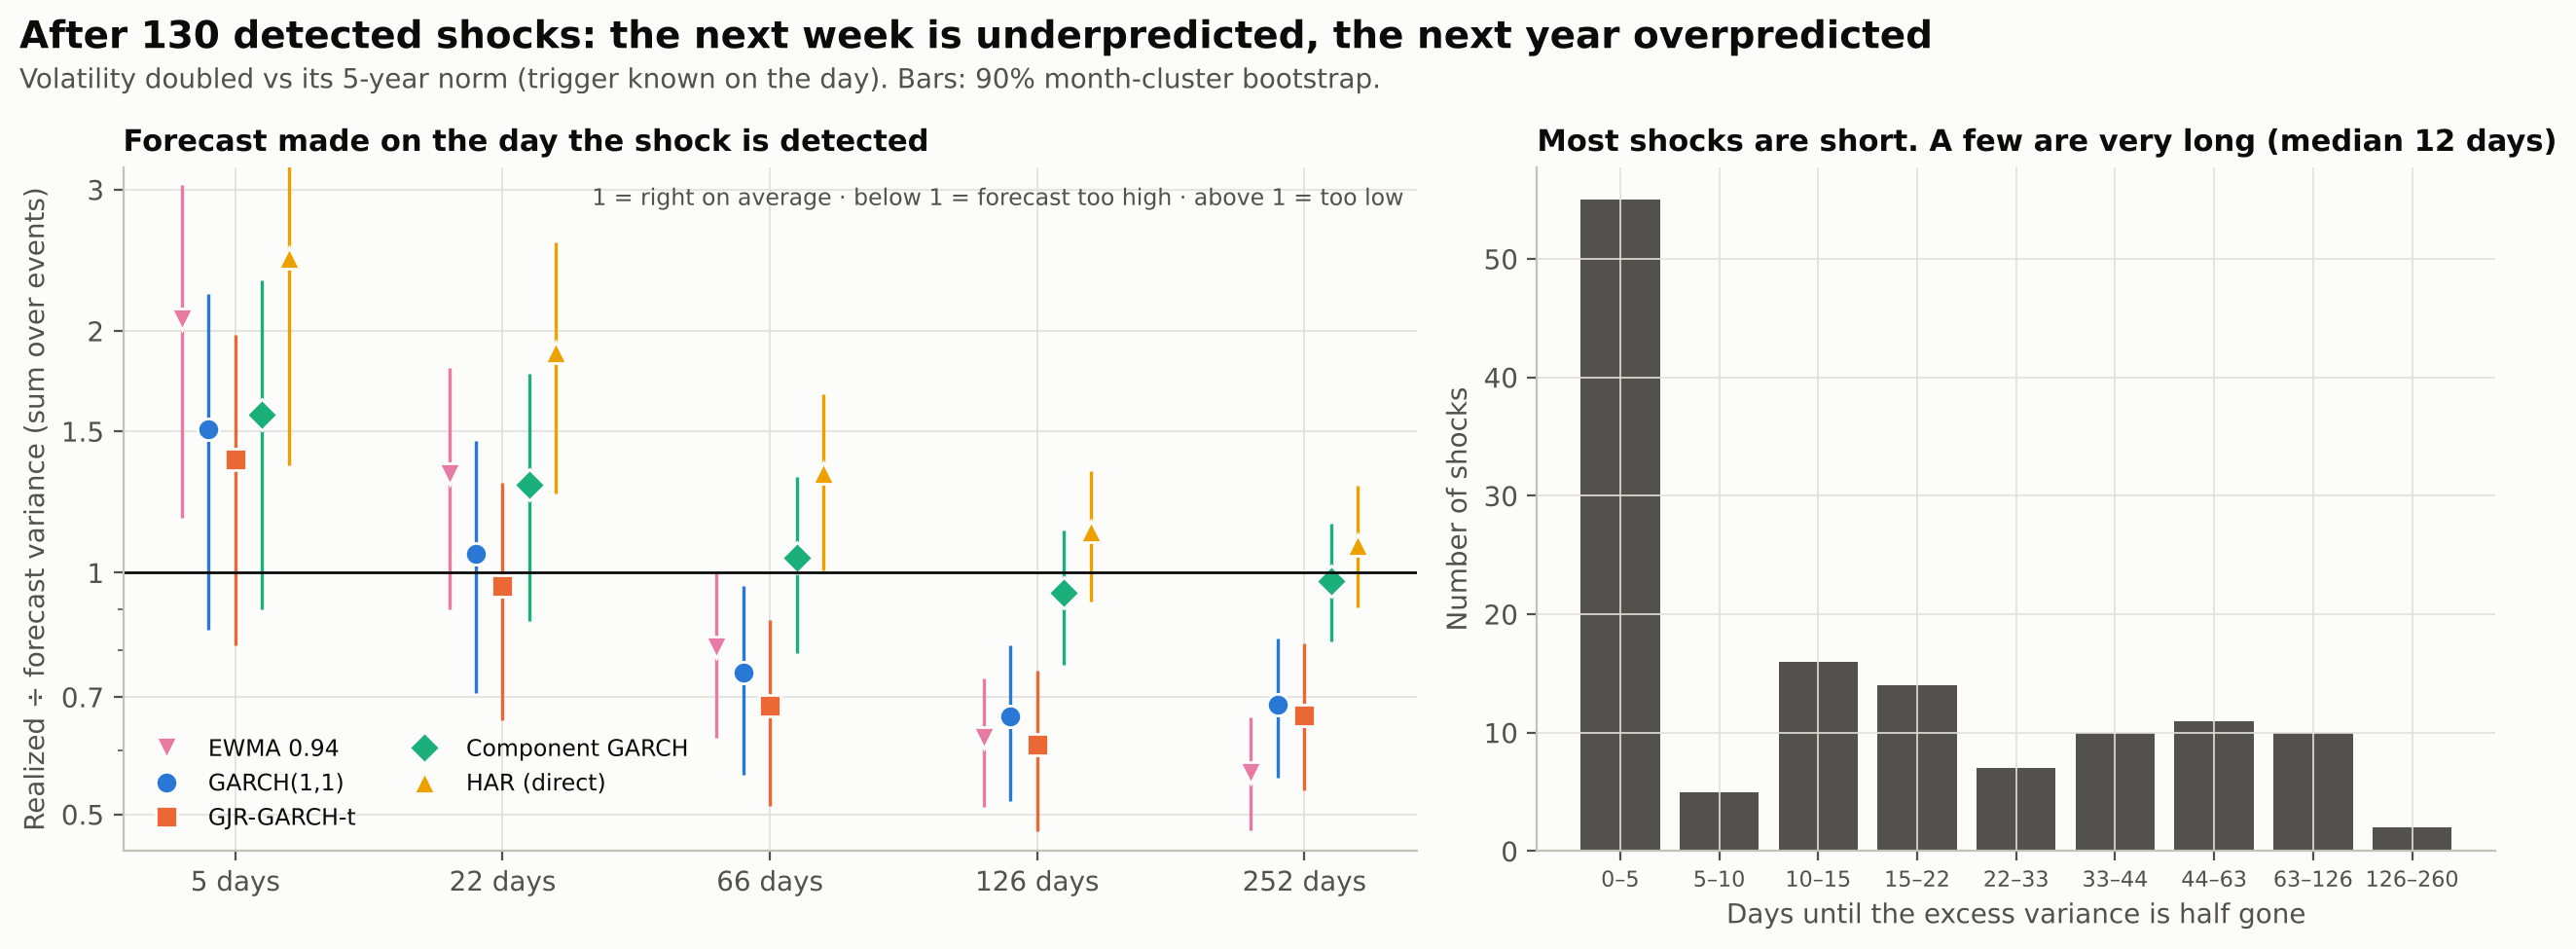 After 130 detected shocks: the next week is underpredicted, the next year overpredicted
Volatility doubled vs its 5-year norm (trigger known on the day). Bars: 90% month-cluster bootstrap.
Forecast made on the day the shock is detected
1 = right on average · below 1 = forecast too high · above 1 = too low
Realized ÷ forecast variance (sum over events)
3
2
1.5
1
0.7
0.5
EWMA 0.94
GARCH(1,1)
GJR-GARCH-t
Component GARCH
HAR (direct)
5 days
22 days
66 days
126 days
252 days
Most shocks are short. A few are very long (median 12 days)
Number of shocks
50
40
30
20
10
0
0–5
5–10
10–15
15–22
22–33
33–44
44–63
63–126
126–260
Days until the excess variance is half gone